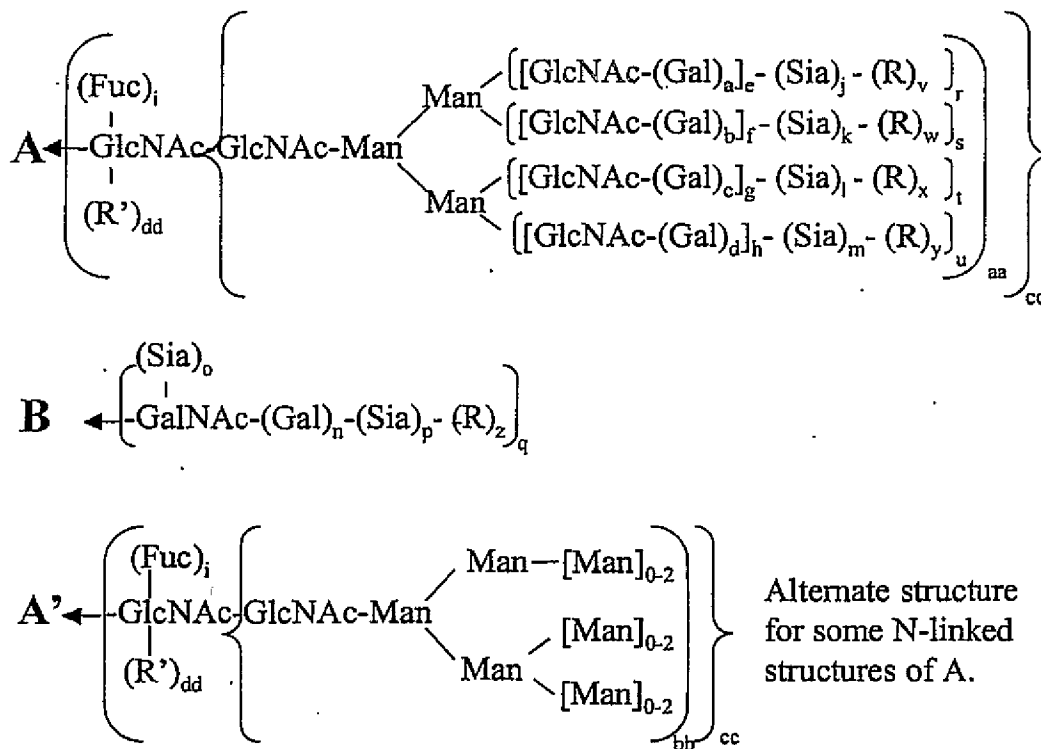 (Fuc)i
A GlcNAc-GlcNAc-Man
(R’)dd
Man
Man
[GlcNAc-(Gal)a]e- (Sia)j- (R)v r
[GlcNAc-(Gal)b]f- (Sia)k - (R)w s
[GlcNAc-(Gal)c]g- (Sia)l - (R)x t
[GlcNAc-(Gal)d]h- (Sia)m- (R)y u
aa
cc
(Sia)o
B -GalNAc-(Gal)n-(Sia)p- (R)z q
(Fuc)i
A’ GlcNAc-GlcNAc-Man
(R’)dd
Man—[Man]0-2
[Man]0-2
Man
[Man]0-2
bb cc
Alternate structure
for some N-linked
structures of A.